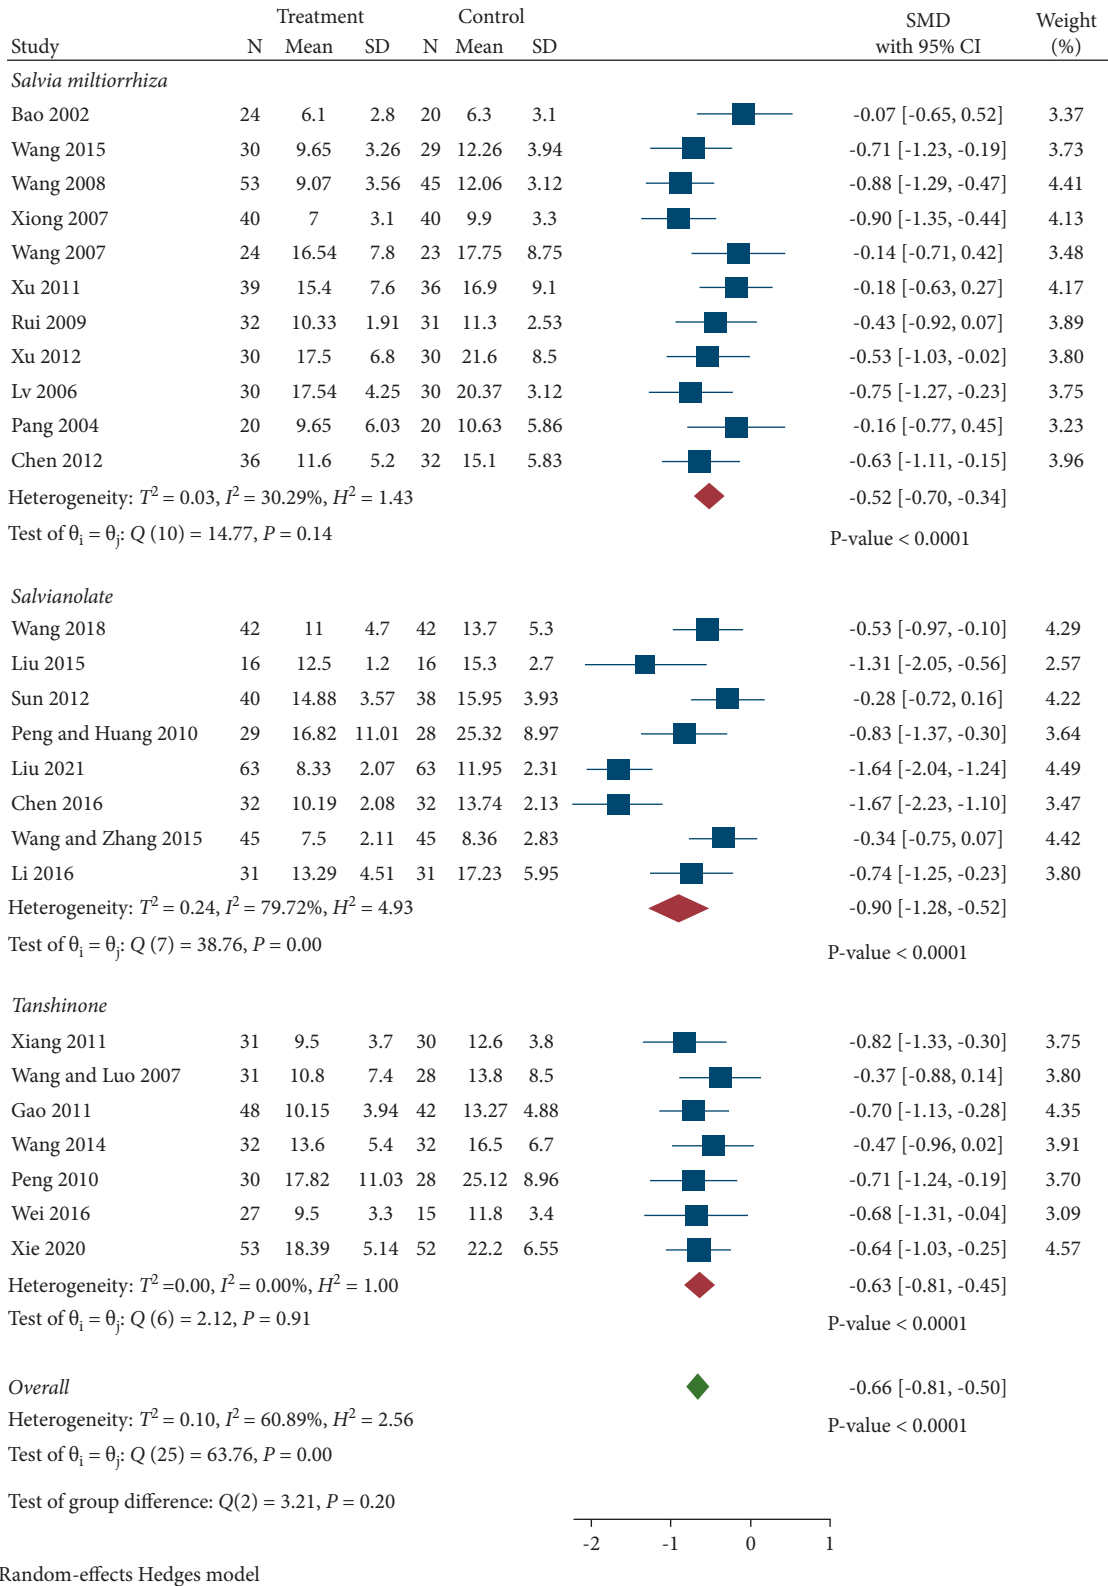 Treatment Control SMD Weight
Study N Mean SD N Mean SD with 95% CI (%)
Salvia miltiorrhiza
Bao 2002 24 6.1 2.8 20 6.3 3.1 -0.07 [-0.65, 0.52] 3.37
Wang 2015 30 9.65 3.26 29 12.26 3.94 -0.71 [-1.23, -0.19] 3.73
Wang 2008 53 9.07 3.56 45 12.06 3.12 -0.88 [-1.29, -0.47] 4.41
Xiong 2007 40 7 3.1 40 9.9 3.3 -0.90 [-1.35, -0.44] 4.13
Wang 2007 24 16.54 7.8 23 17.75 8.75 -0.14 [-0.71, 0.42] 3.48
Xu 2011 39 15.4 7.6 36 16.9 9.1 -0.18 [-0.63, 0.27] 4.17
Rui 2009 32 10.33 1.91 31 11.3 2.53 -0.43 [-0.92, 0.07] 3.89
Xu 2012 30 17.5 6.8 30 21.6 8.5 -0.53 [-1.03, -0.02] 3.80
Lv 2006 30 17.54 4.25 30 20.37 3.12 -0.75 [-1.27, -0.23] 3.75
Pang 2004 20 9.65 6.03 20 10.63 5.86 -0.16 [-0.77, 0.45] 3.23
Chen 2012 36 11.6 5.2 32 15.1 5.83 -0.63 [-1.11, -0.15] 3.96
Heterogeneity: T² = 0.03, I² = 30.29%, H² = 1.43 -0.52 [-0.70, -0.34]
Test of θi = θj: Q (10) = 14.77, P = 0.14 P-value < 0.0001
Salvianolate
Wang 2018 42 11 4.7 42 13.7 5.3 -0.53 [-0.97, -0.10] 4.29
Liu 2015 16 12.5 1.2 16 15.3 2.7 -1.31 [-2.05, -0.56] 2.57
Sun 2012 40 14.88 3.57 38 15.95 3.93 -0.28 [-0.72, 0.16] 4.22
Peng and Huang 2010 29 16.82 11.01 28 25.32 8.97 -0.83 [-1.37, -0.30] 3.64
Liu 2021 63 8.33 2.07 63 11.95 2.31 -1.64 [-2.04, -1.24] 4.49
Chen 2016 32 10.19 2.08 32 13.74 2.13 -1.67 [-2.23, -1.10] 3.47
Wang and Zhang 2015 45 7.5 2.11 45 8.36 2.83 -0.34 [-0.75, 0.07] 4.42
Li 2016 31 13.29 4.51 31 17.23 5.95 -0.74 [-1.25, -0.23] 3.80
Heterogeneity: T² = 0.24, I² = 79.72%, H² = 4.93 -0.90 [-1.28, -0.52]
Test of θi = θj: Q (7) = 38.76, P = 0.00 P-value < 0.0001
Tanshinone
Xiang 2011 31 9.5 3.7 30 12.6 3.8 -0.82 [-1.33, -0.30] 3.75
Wang and Luo 2007 31 10.8 7.4 28 13.8 8.5 -0.37 [-0.88, 0.14] 3.80
Gao 2011 48 10.15 3.94 42 13.27 4.88 -0.70 [-1.13, -0.28] 4.35
Wang 2014 32 13.6 5.4 32 16.5 6.7 -0.47 [-0.96, 0.02] 3.91
Peng 2010 30 17.82 11.03 28 25.12 8.96 -0.71 [-1.24, -0.19] 3.70
Wei 2016 27 9.5 3.3 15 11.8 3.4 -0.68 [-1.31, -0.04] 3.09
Xie 2020 53 18.39 5.14 52 22.2 6.55 -0.64 [-1.03, -0.25] 4.57
Heterogeneity: T² =0.00, I² = 0.00%, H² = 1.00 -0.63 [-0.81, -0.45]
Test of θi = θj: Q (6) = 2.12, P = 0.91 P-value < 0.0001
Overall -0.66 [-0.81, -0.50]
Heterogeneity: T² = 0.10, I² = 60.89%, H² = 2.56 P-value < 0.0001
Test of θi = θj: Q (25) = 63.76, P = 0.00
Test of group difference: Q(2) = 3.21, P = 0.20
-2 -1 0 1
Random-effects Hedges model